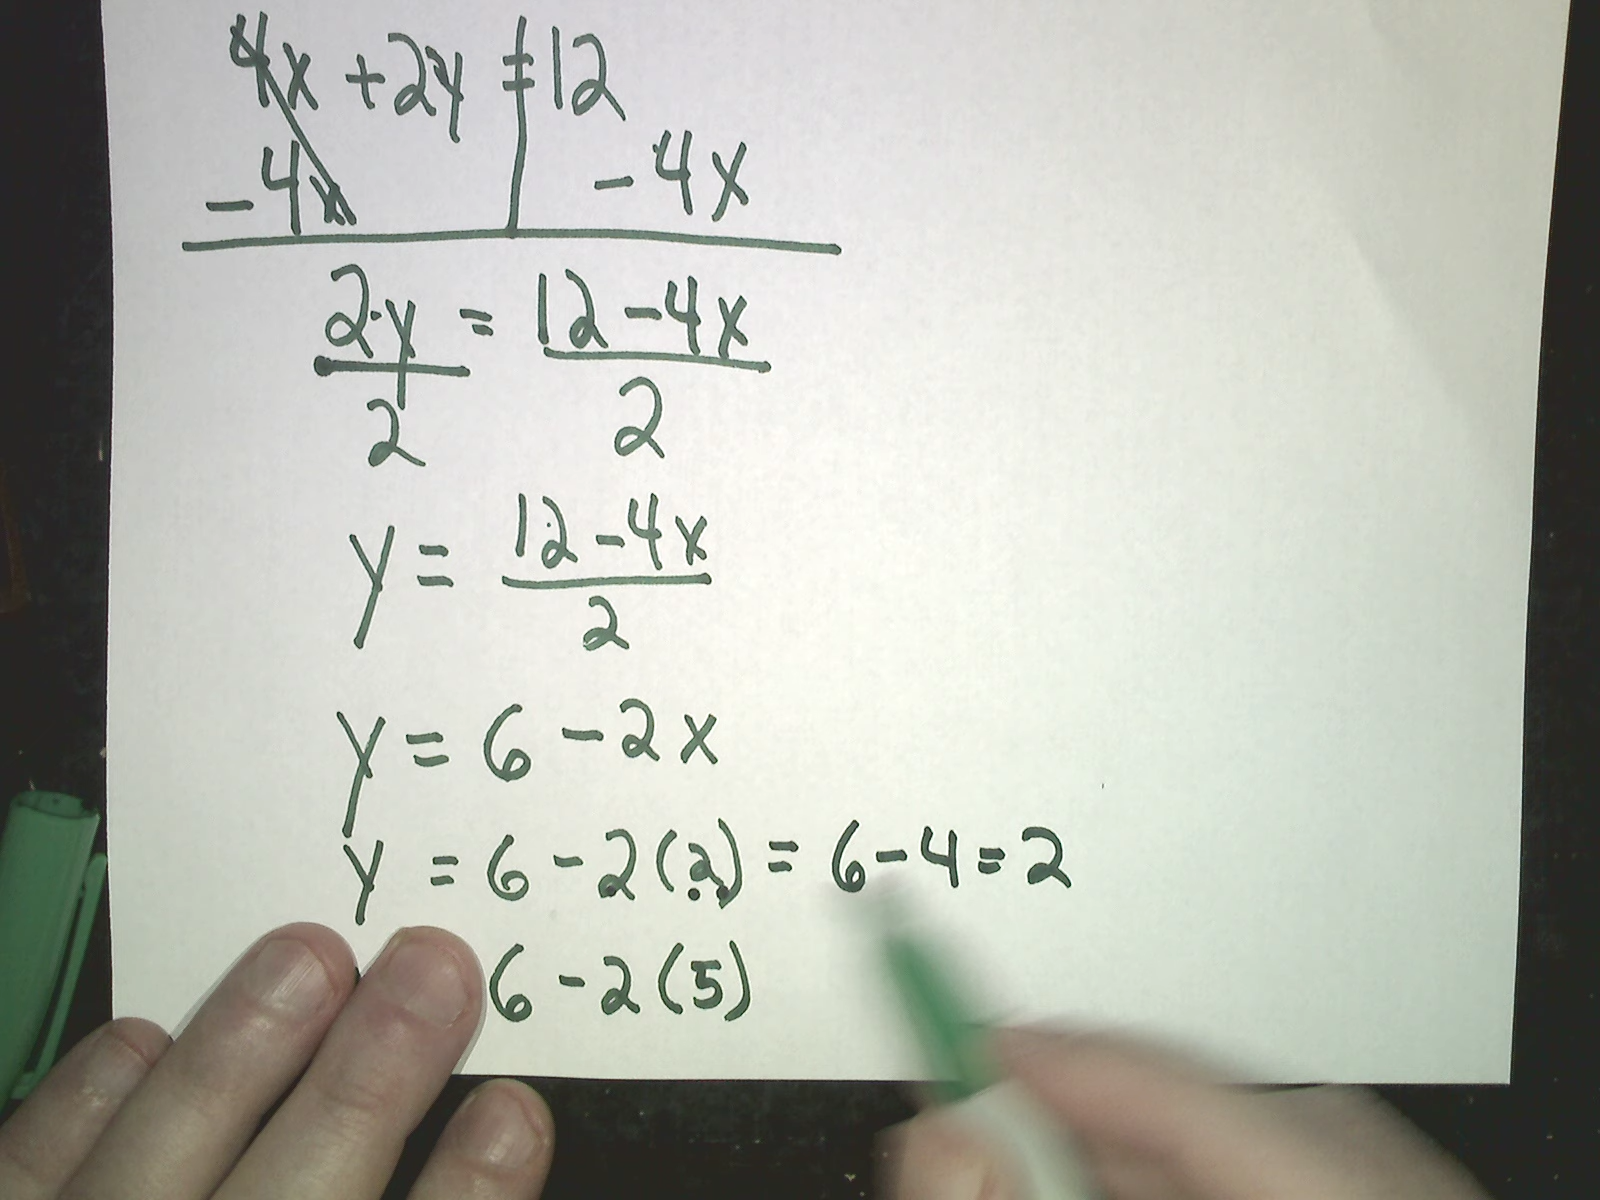 4x + 2y = 12
- 4x - 4x
2·y = 12 - 4x
2 2
y = 12 - 4x
2
y = 6 - 2x
y = 6 - 2(2) = 6 - 4 = 2
6 - 2(5)